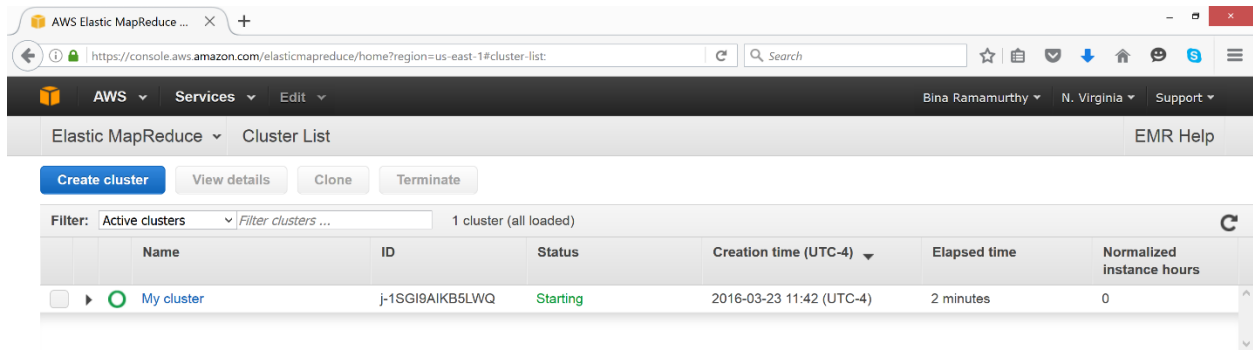 AWS Elastic MapReduce ...
https://console.aws.amazon.com/elasticmapreduce/home?region=us-east-1#cluster-list: Search
AWS Services Edit Bina Ramamurthy N. Virginia Support
Elastic MapReduce Cluster List EMR Help
Create cluster View details Clone Terminate
Filter: Active clusters Filter clusters ... 1 cluster (all loaded)
Name ID Status Creation time (UTC-4) Elapsed time Normalized
instance hours
My cluster j-1SGI9AIKB5LWQ Starting 2016-03-23 11:42 (UTC-4) 2 minutes 0